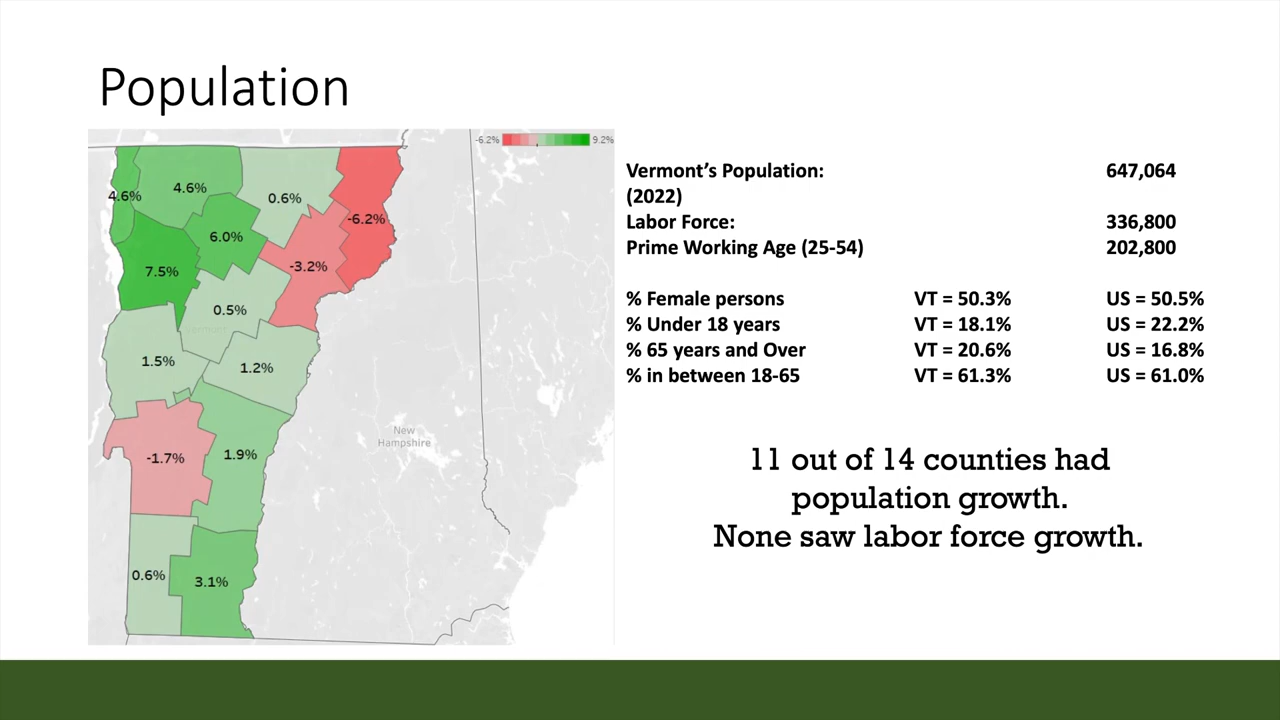 Population
-6.2% 9.2%
4.6% 4.6% 0.6% -6.2%
6.0%
7.5% -3.2%
0.5%
1.5% 1.2%
-1.7% 1.9%
0.6% 3.1%
New
Hampshire
Vermont’s Population: 647,064
(2022)
Labor Force: 336,800
Prime Working Age (25-54) 202,800
% Female persons VT = 50.3% US = 50.5%
% Under 18 years VT = 18.1% US = 22.2%
% 65 years and Over VT = 20.6% US = 16.8%
% in between 18-65 VT = 61.3% US = 61.0%
11 out of 14 counties had
population growth.
None saw labor force growth.